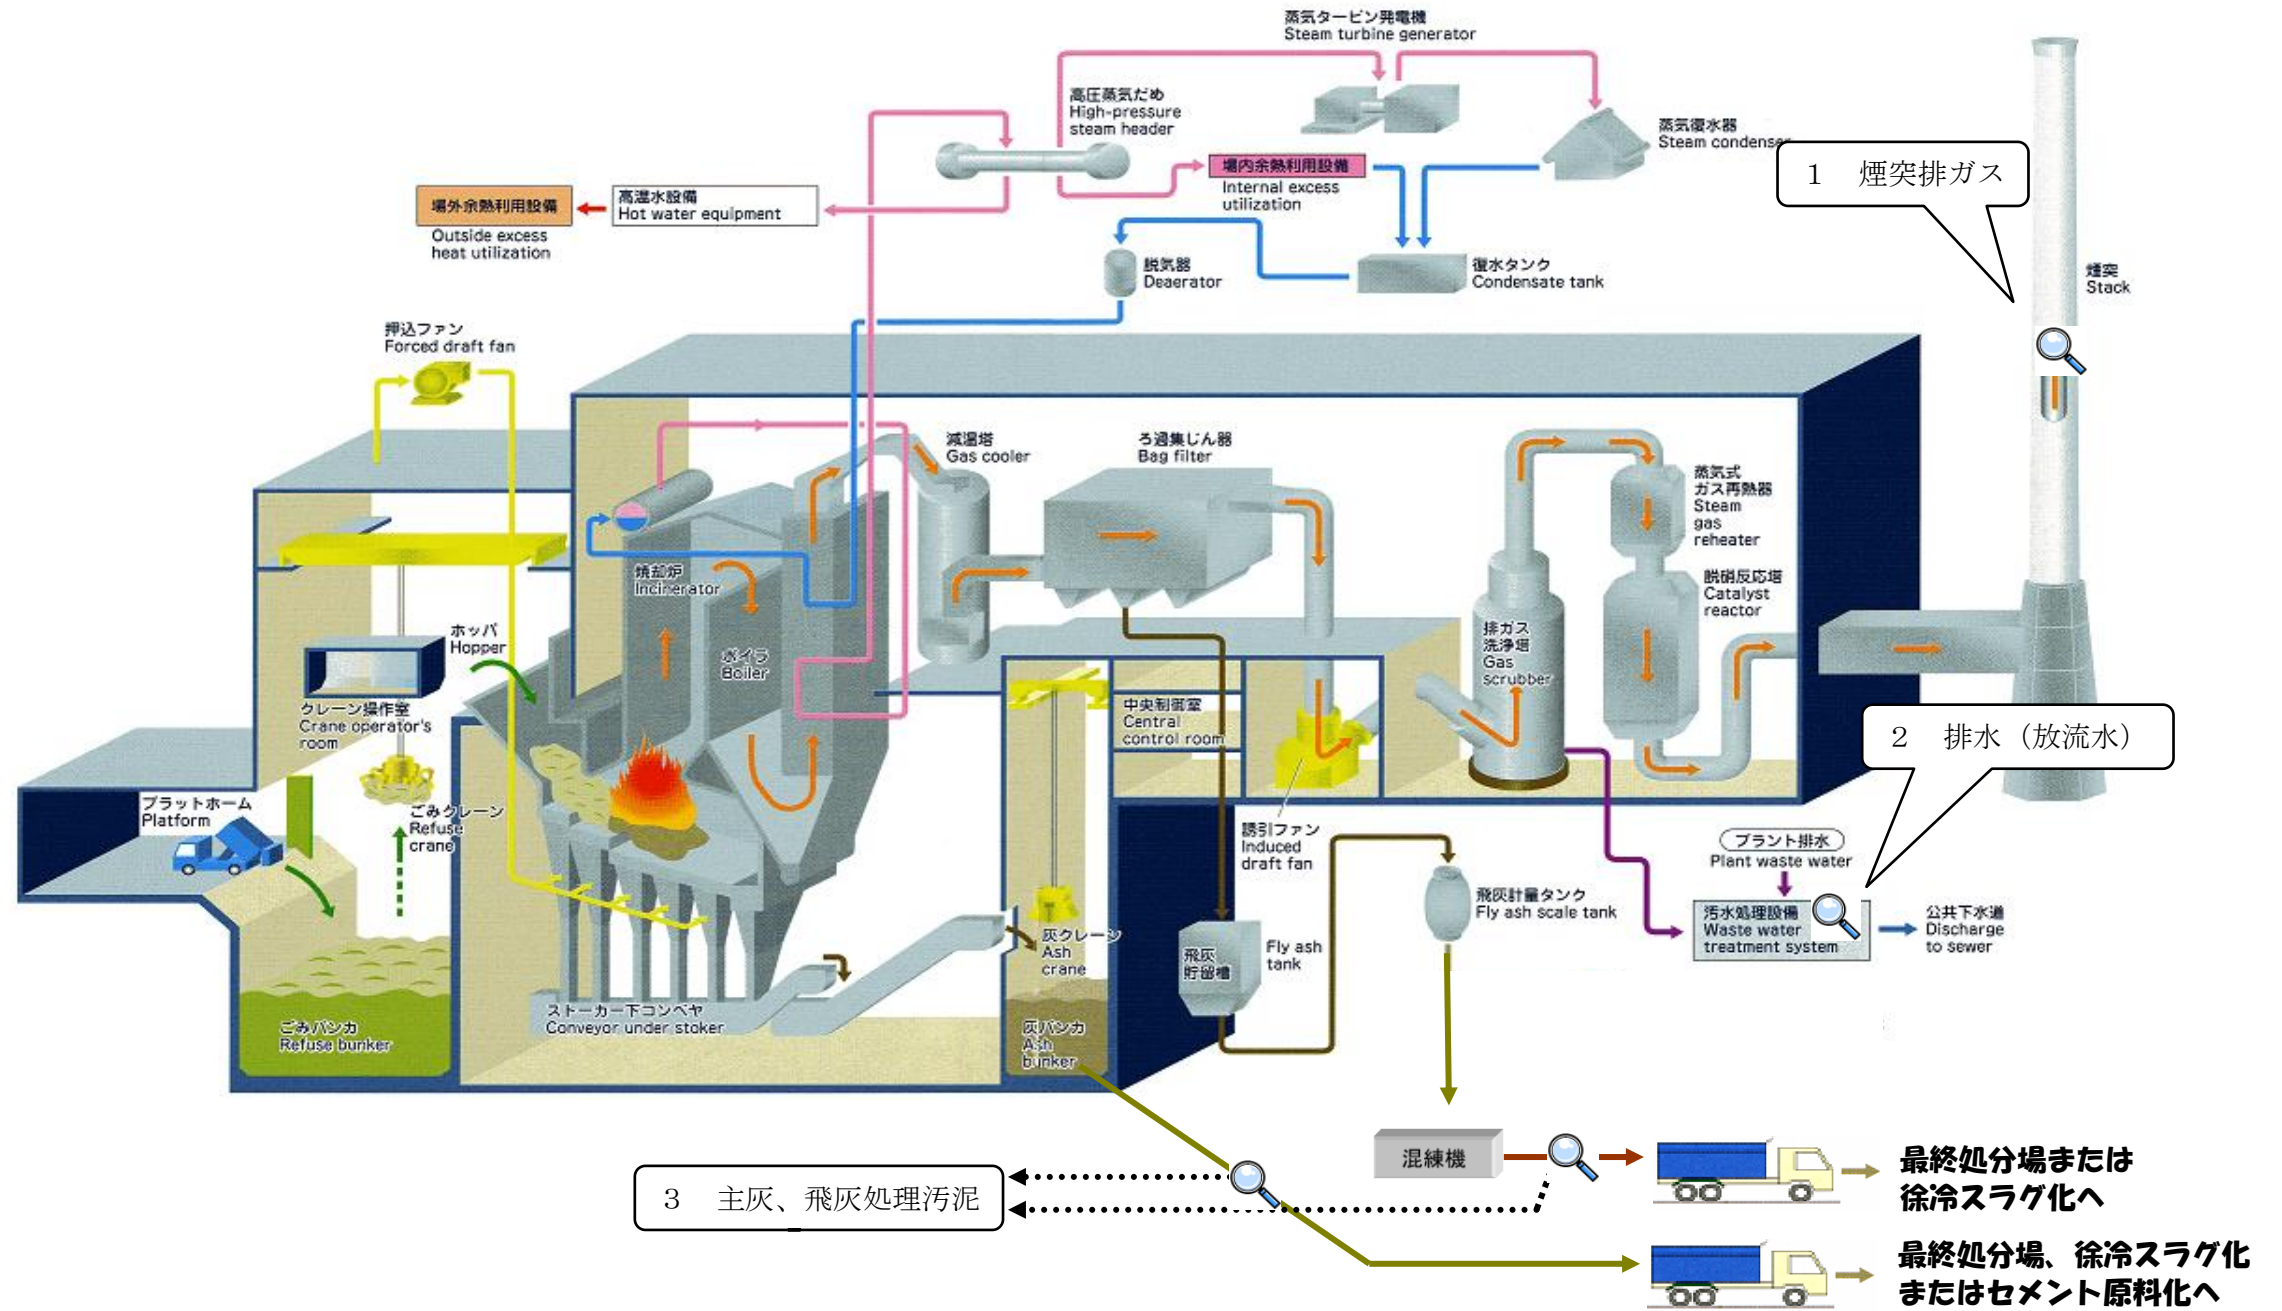 蒸気タービン発電機
Steam turbine generator
高圧蒸気だめ
High-pressure
steam header
蒸気復水器
Steam condenser
1　煙突排ガス
場内余熱利用設備
Internal excess
utilization
場外余熱利用設備
Outside excess
heat utilization
高温水設備
Hot water equipment
脱気器
Deaerator
復水タンク
Condensate tank
煙突
Stack
押込ファン
Forced draft fan
減温塔
Gas cooler
ろ過集じん器
Bag filter
蒸気式
ガス再熱器
Steam
gas
reheater
焼却炉
Incinerator
脱硝反応塔
Catalyst
reactor
ホッパ
Hopper
ボイラ
Boiler
排ガス
洗浄塔
Gas
scrubber
クレーン操作室
Crane operator's
room
中央制御室
Central
control room
2　排水（放流水）
プラットホーム
Platform
ごみクレーン
Refuse
crane
誘引ファン
Induced
draft fan
プラント排水
Plant waste water
飛灰計量タンク
Fly ash scale tank
汚水処理設備
Waste water
treatment system
公共下水道
Discharge
to sewer
灰クレーン
Ash
crane
飛灰
貯留槽
Fly ash
tank
ストーカー下コンベヤ
Conveyor under stoker
ごみバンカ
Refuse bunker
灰バンカ
Ash
bunker
混練機
最終処分場または
徐冷スラグ化へ
3　主灰、飛灰処理汚泥
最終処分場、徐冷スラグ化
またはセメント原料化へ